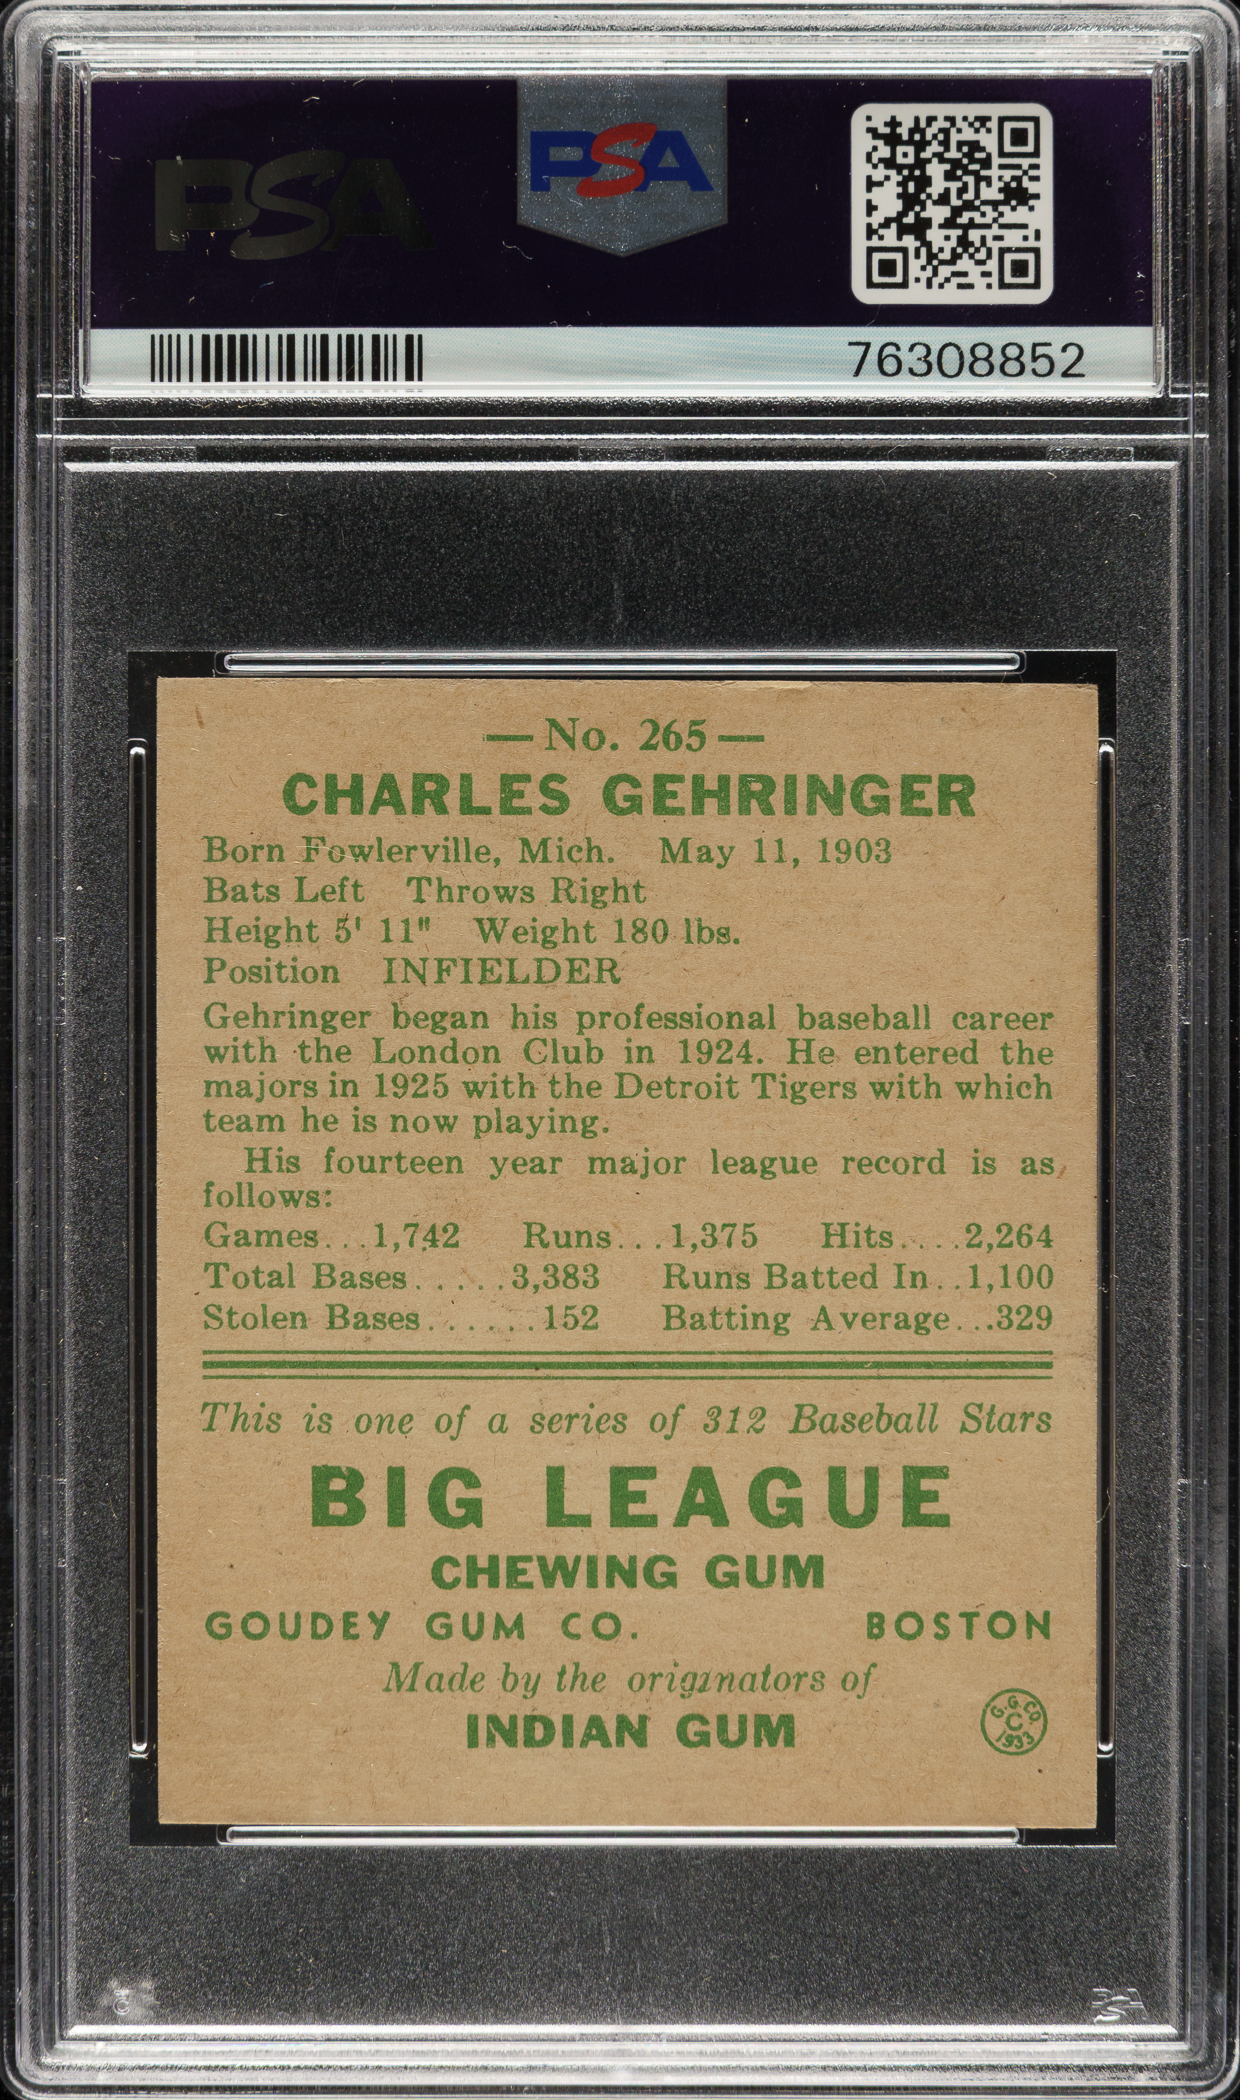 PSA
PSA
76308852
— No. 265 —
CHARLES GEHRINGER
Born Fowlerville, Mich. May 11, 1903
Bats Left Throws Right
Height 5' 11" Weight 180 lbs.
Position INFIELDER
Gehringer began his professional baseball career
with the London Club in 1924. He entered the
majors in 1925 with the Detroit Tigers with which
team he is now playing.
His fourteen year major league record is as
follows:
Games...1,742 Runs...1,375 Hits....2,264
Total Bases.....3,383 Runs Batted In..1,100
Stolen Bases......152 Batting Average...329
This is one of a series of 312 Baseball Stars
BIG LEAGUE
CHEWING GUM
GOUDEY GUM CO. BOSTON
Made by the originators of
INDIAN GUM
G.G.CO.
C.
1933